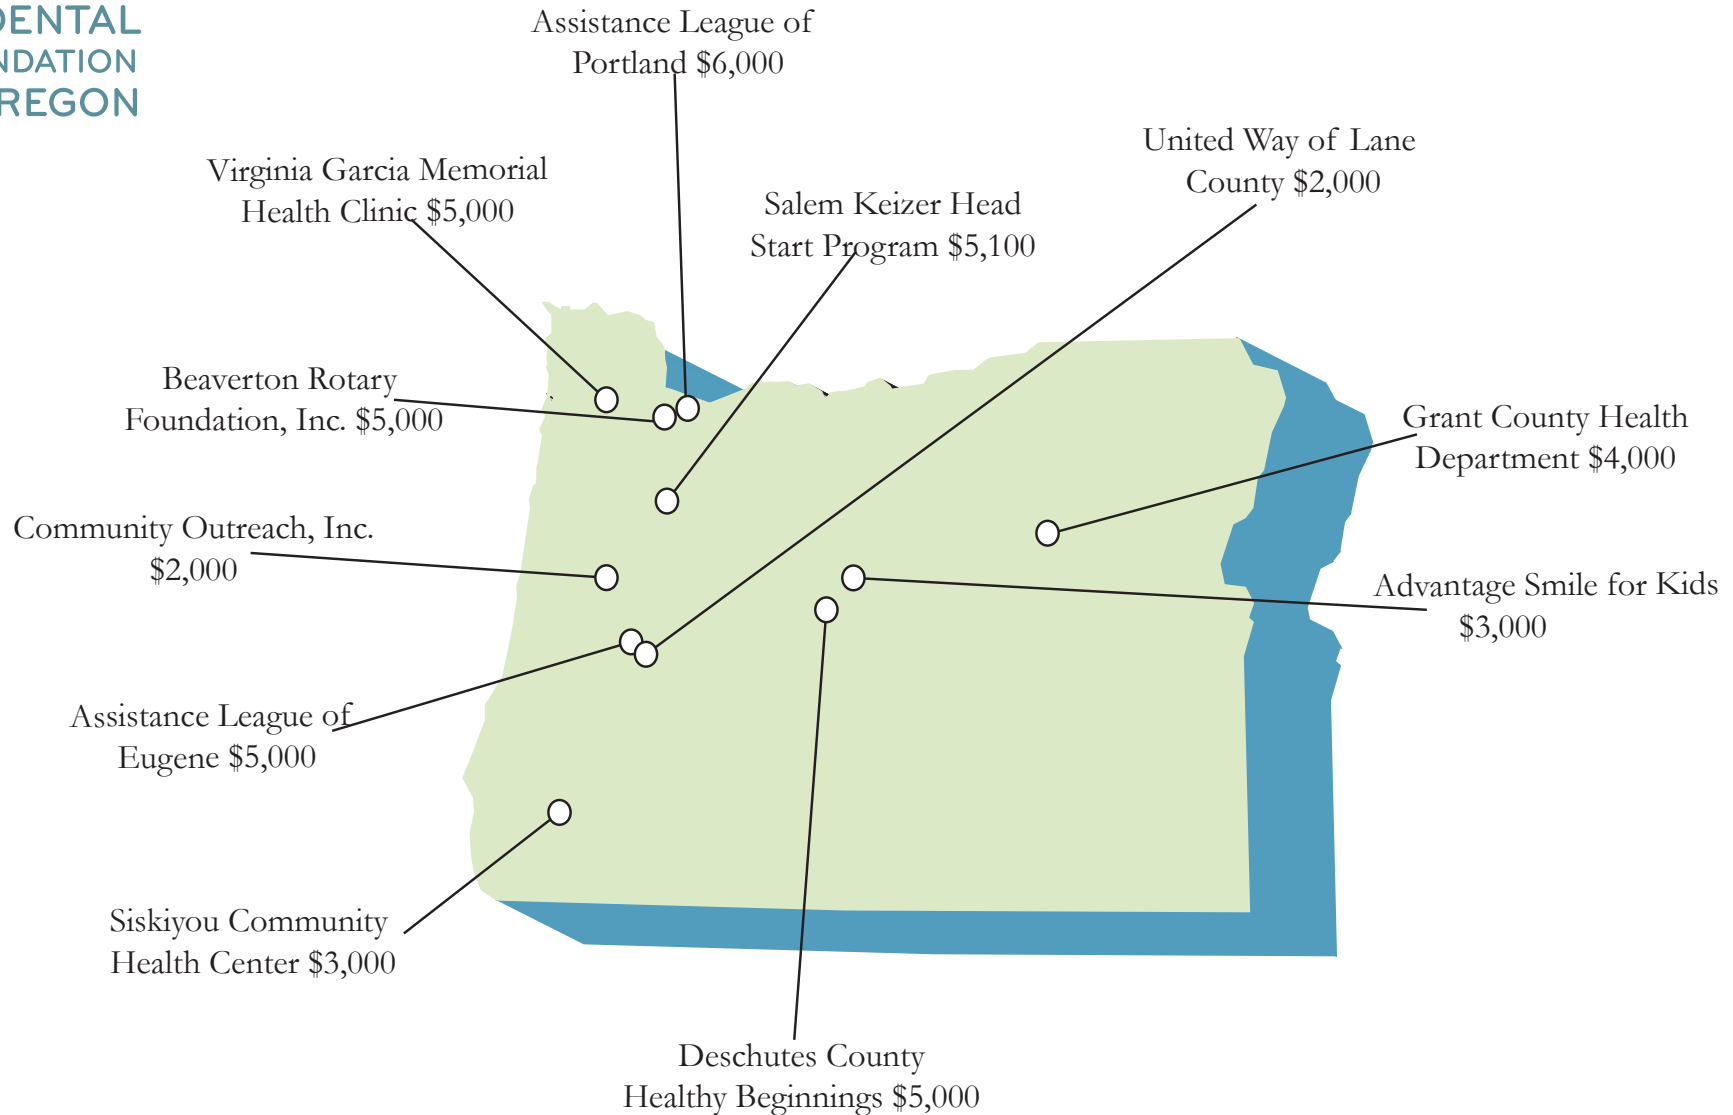 DENTAL
NDATION
REGON
Assistance League of
Portland $6,000
United Way of Lane
County $2,000
Virginia Garcia Memorial
Health Clinic $5,000
Salem Keizer Head
Start Program $5,100
Beaverton Rotary
Foundation, Inc. $5,000
Grant County Health
Department $4,000
Community Outreach, Inc.
$2,000
Advantage Smile for Kids
$3,000
Assistance League of
Eugene $5,000
Siskiyou Community
Health Center $3,000
Deschutes County
Healthy Beginnings $5,000